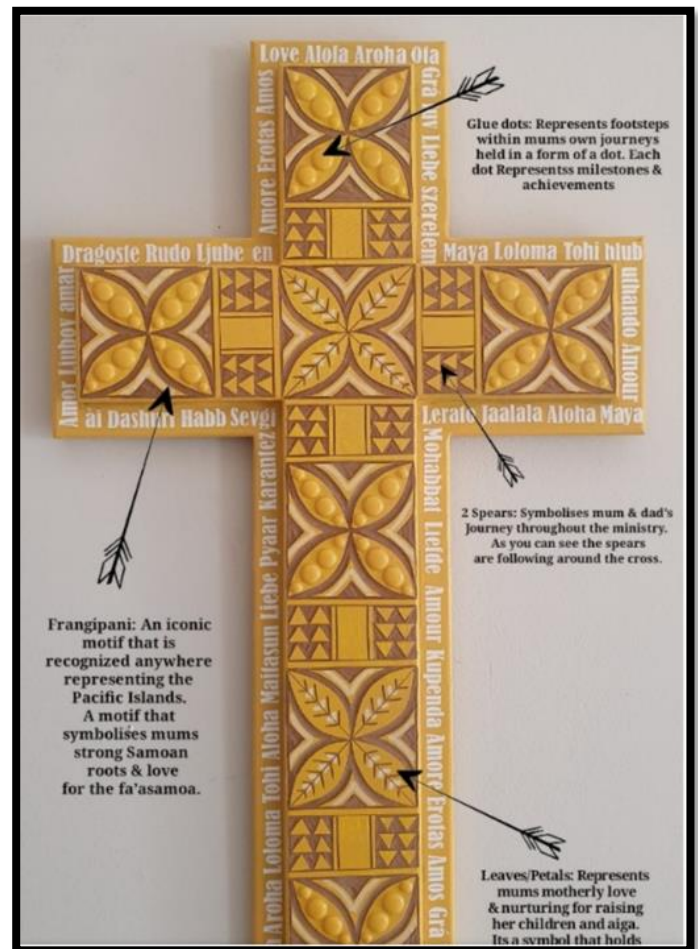 Love Alofa Aroha Ota
Amore Erotas Amos
Grá Luv Liebe szerelem
Glue dots: Represents footsteps
within mums own journeys
held in a form of a dot. Each
dot Representss milestones &
achievements
Dragoste Rudo Ljube en
Maya Loloma Tohi hlub
Amor Liubov amar
uthando Amour
ài Dashuri Habb Sevgi
Lerato Jaalala Aloha Maya
2 Spears: Symbolises mum & dad's
Journey throughout the ministry.
As you can see the spears
are following around the cross.
Frangipani: An iconic
motif that is
recognized anywhere
representing the
Pacific Islands.
A motif that
symbolises mums
strong Samoan
roots & love
for the fa'asamoa.
Aroha Loloma Tohi Aloha Maitasun Liebe Pyaar Karantez
Mohabbat Liefde Amour Kupenda Amore Erotas Amos Grá
Leaves/Petals: Represents
mums motherly love
& nurturing for raising
her children and aiga.
Its a symbol that holds